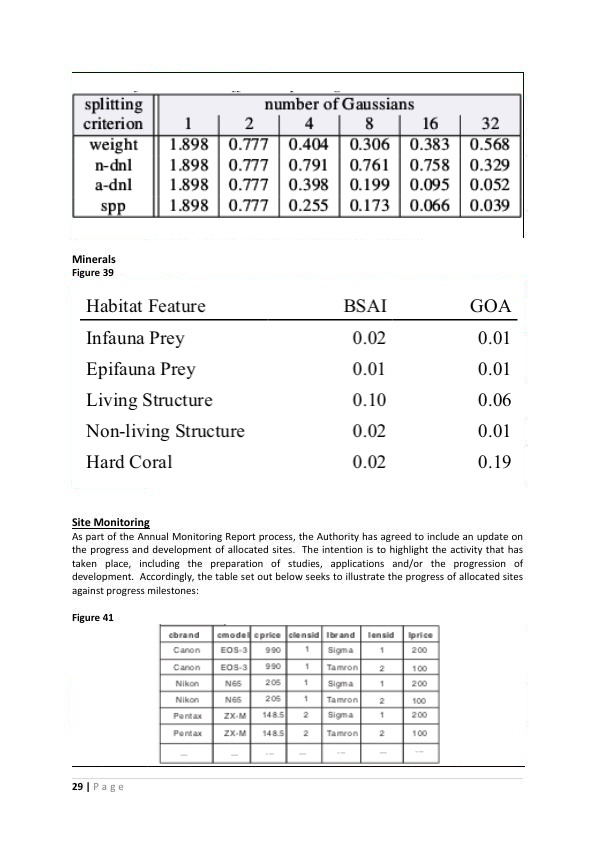 splitting criterion number of Gaussians
1 2 4 8 16 32
weight 1.898 0.777 0.404 0.306 0.383 0.568
n-dnl 1.898 0.777 0.791 0.761 0.758 0.329
a-dnl 1.898 0.777 0.398 0.199 0.095 0.052
spp 1.898 0.777 0.255 0.173 0.066 0.039
Minerals
Figure 39
Habitat Feature BSAI GOA
Infauna Prey 0.02 0.01
Epifauna Prey 0.01 0.01
Living Structure 0.10 0.06
Non-living Structure 0.02 0.01
Hard Coral 0.02 0.19
Site Monitoring
As part of the Annual Monitoring Report process, the Authority has agreed to include an update on
the progress and development of allocated sites. The intention is to highlight the activity that has
taken place, including the preparation of studies, applications and/or the progression of
development. Accordingly, the table set out below seeks to illustrate the progress of allocated sites
against progress milestones:
Figure 41
cbrand cmodel cprice clensid lbrand lensid lprice
Canon EOS-3 990 1 Sigma 1 200
Canon EOS-3 990 1 Tamron 2 100
Nikon N65 205 1 Sigma 1 200
Nikon N65 205 1 Tamron 2 100
Pentax ZX-M 148.5 2 Sigma 1 200
Pentax ZX-M 148.5 2 Tamron 2 100
... ... ... ... ... ... ...
29 | Page